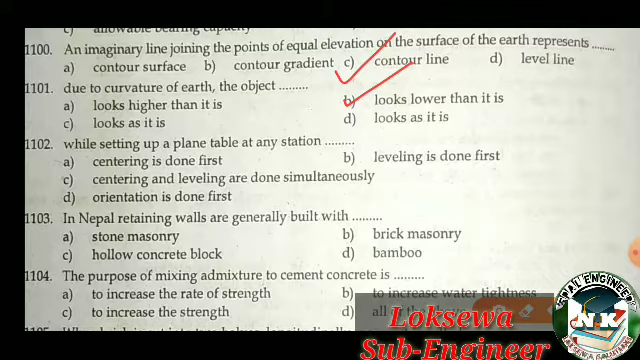 c) allowable bearing capacity
1100. An imaginary line joining the points of equal elevation on the surface of the earth represents .........
a) contour surface b) contour gradient c) contour line d) level line
1101. due to curvature of earth, the object .........
a) looks higher than it is b) looks lower than it is
c) looks as it is d) looks as it is
1102. while setting up a plane table at any station .........
a) centering is done first b) leveling is done first
c) centering and leveling are done simultaneously
d) orientation is done first
1103. In Nepal retaining walls are generally built with .........
a) stone masonry b) brick masonry
c) hollow concrete block d) bamboo
1104. The purpose of mixing admixture to cement concrete is .........
a) to increase the rate of strength b) to increase water tightness
c) to increase the strength d) all
Loksewa
Sub-Engineer
NK